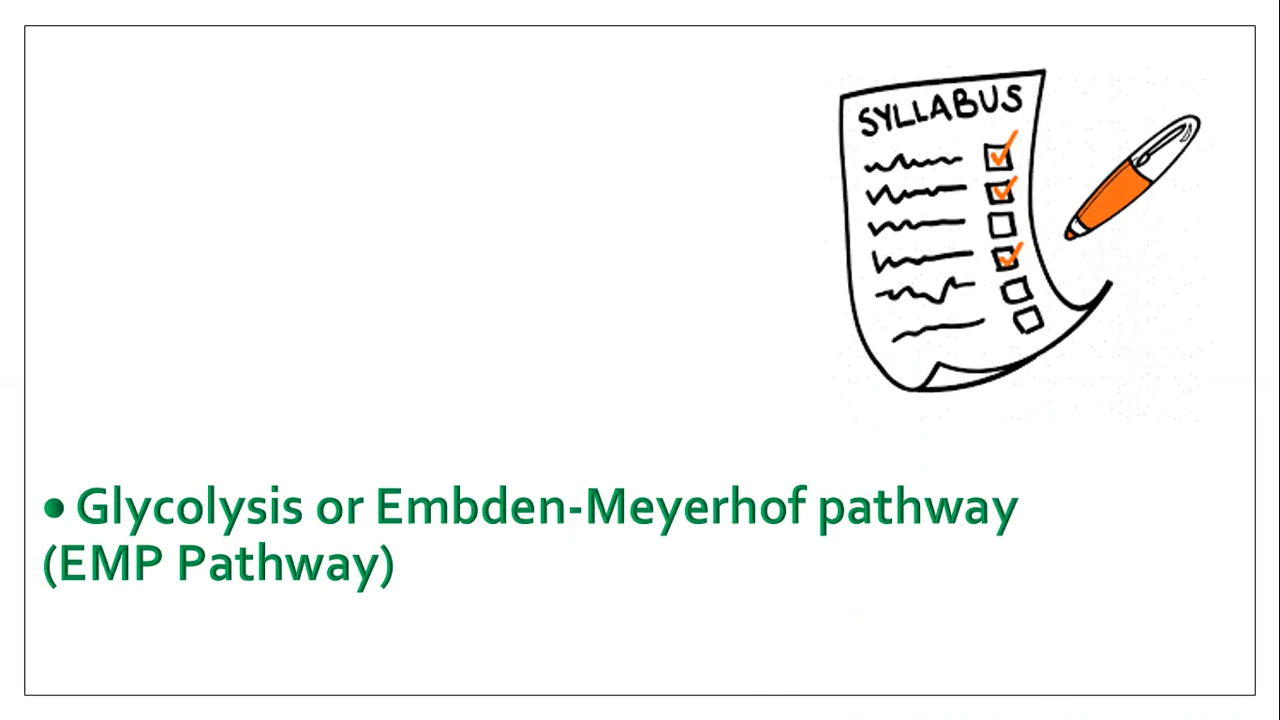 SYLLABUS
• Glycolysis or Embden-Meyerhof pathway
(EMP Pathway)